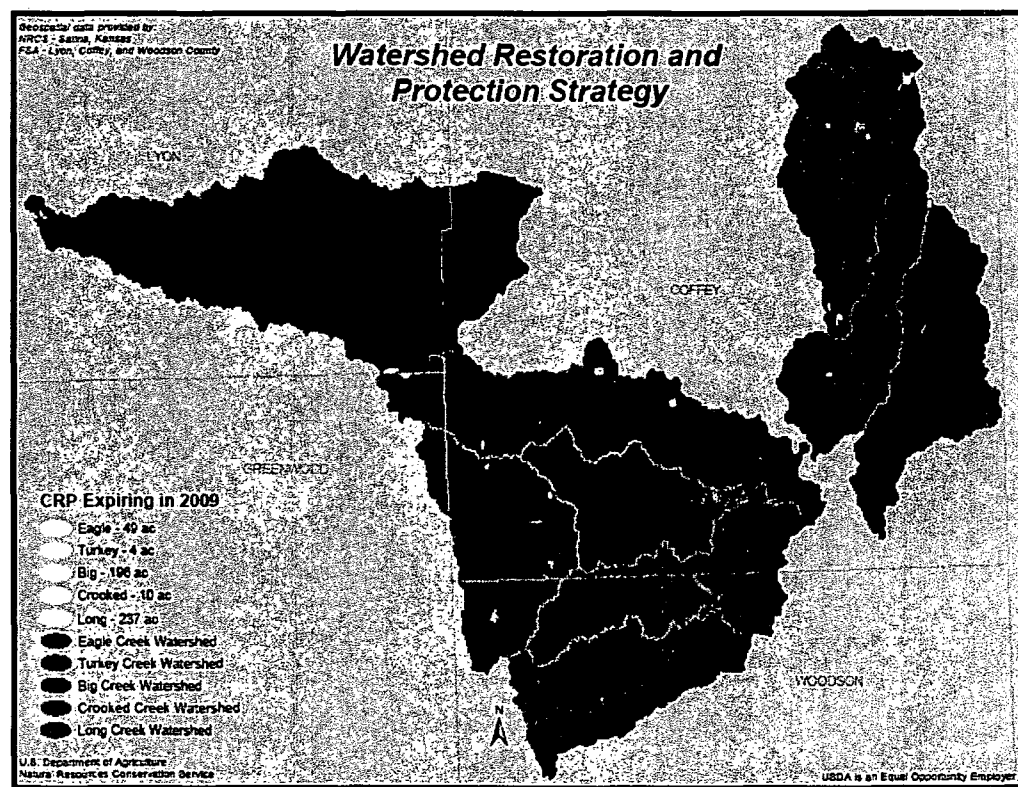 Geospatial data provided by:
NRCS - Salina, Kansas
FSA - Lyon, Coffey, and Woodson County
Watershed Restoration and
Protection Strategy
LYON
COFFEY
GREENWOOD
CRP Expiring in 2009
Eagle - 49 ac
Turkey - 4 ac
Big - 196 ac
Crooked - 10 ac
Long - 237 ac
Eagle Creek Watershed
Turkey Creek Watershed
Big Creek Watershed
Crooked Creek Watershed
Long Creek Watershed
WOODSON
N
U.S. Department of Agriculture
Natural Resources Conservation Service
USDA is an Equal Opportunity Employer